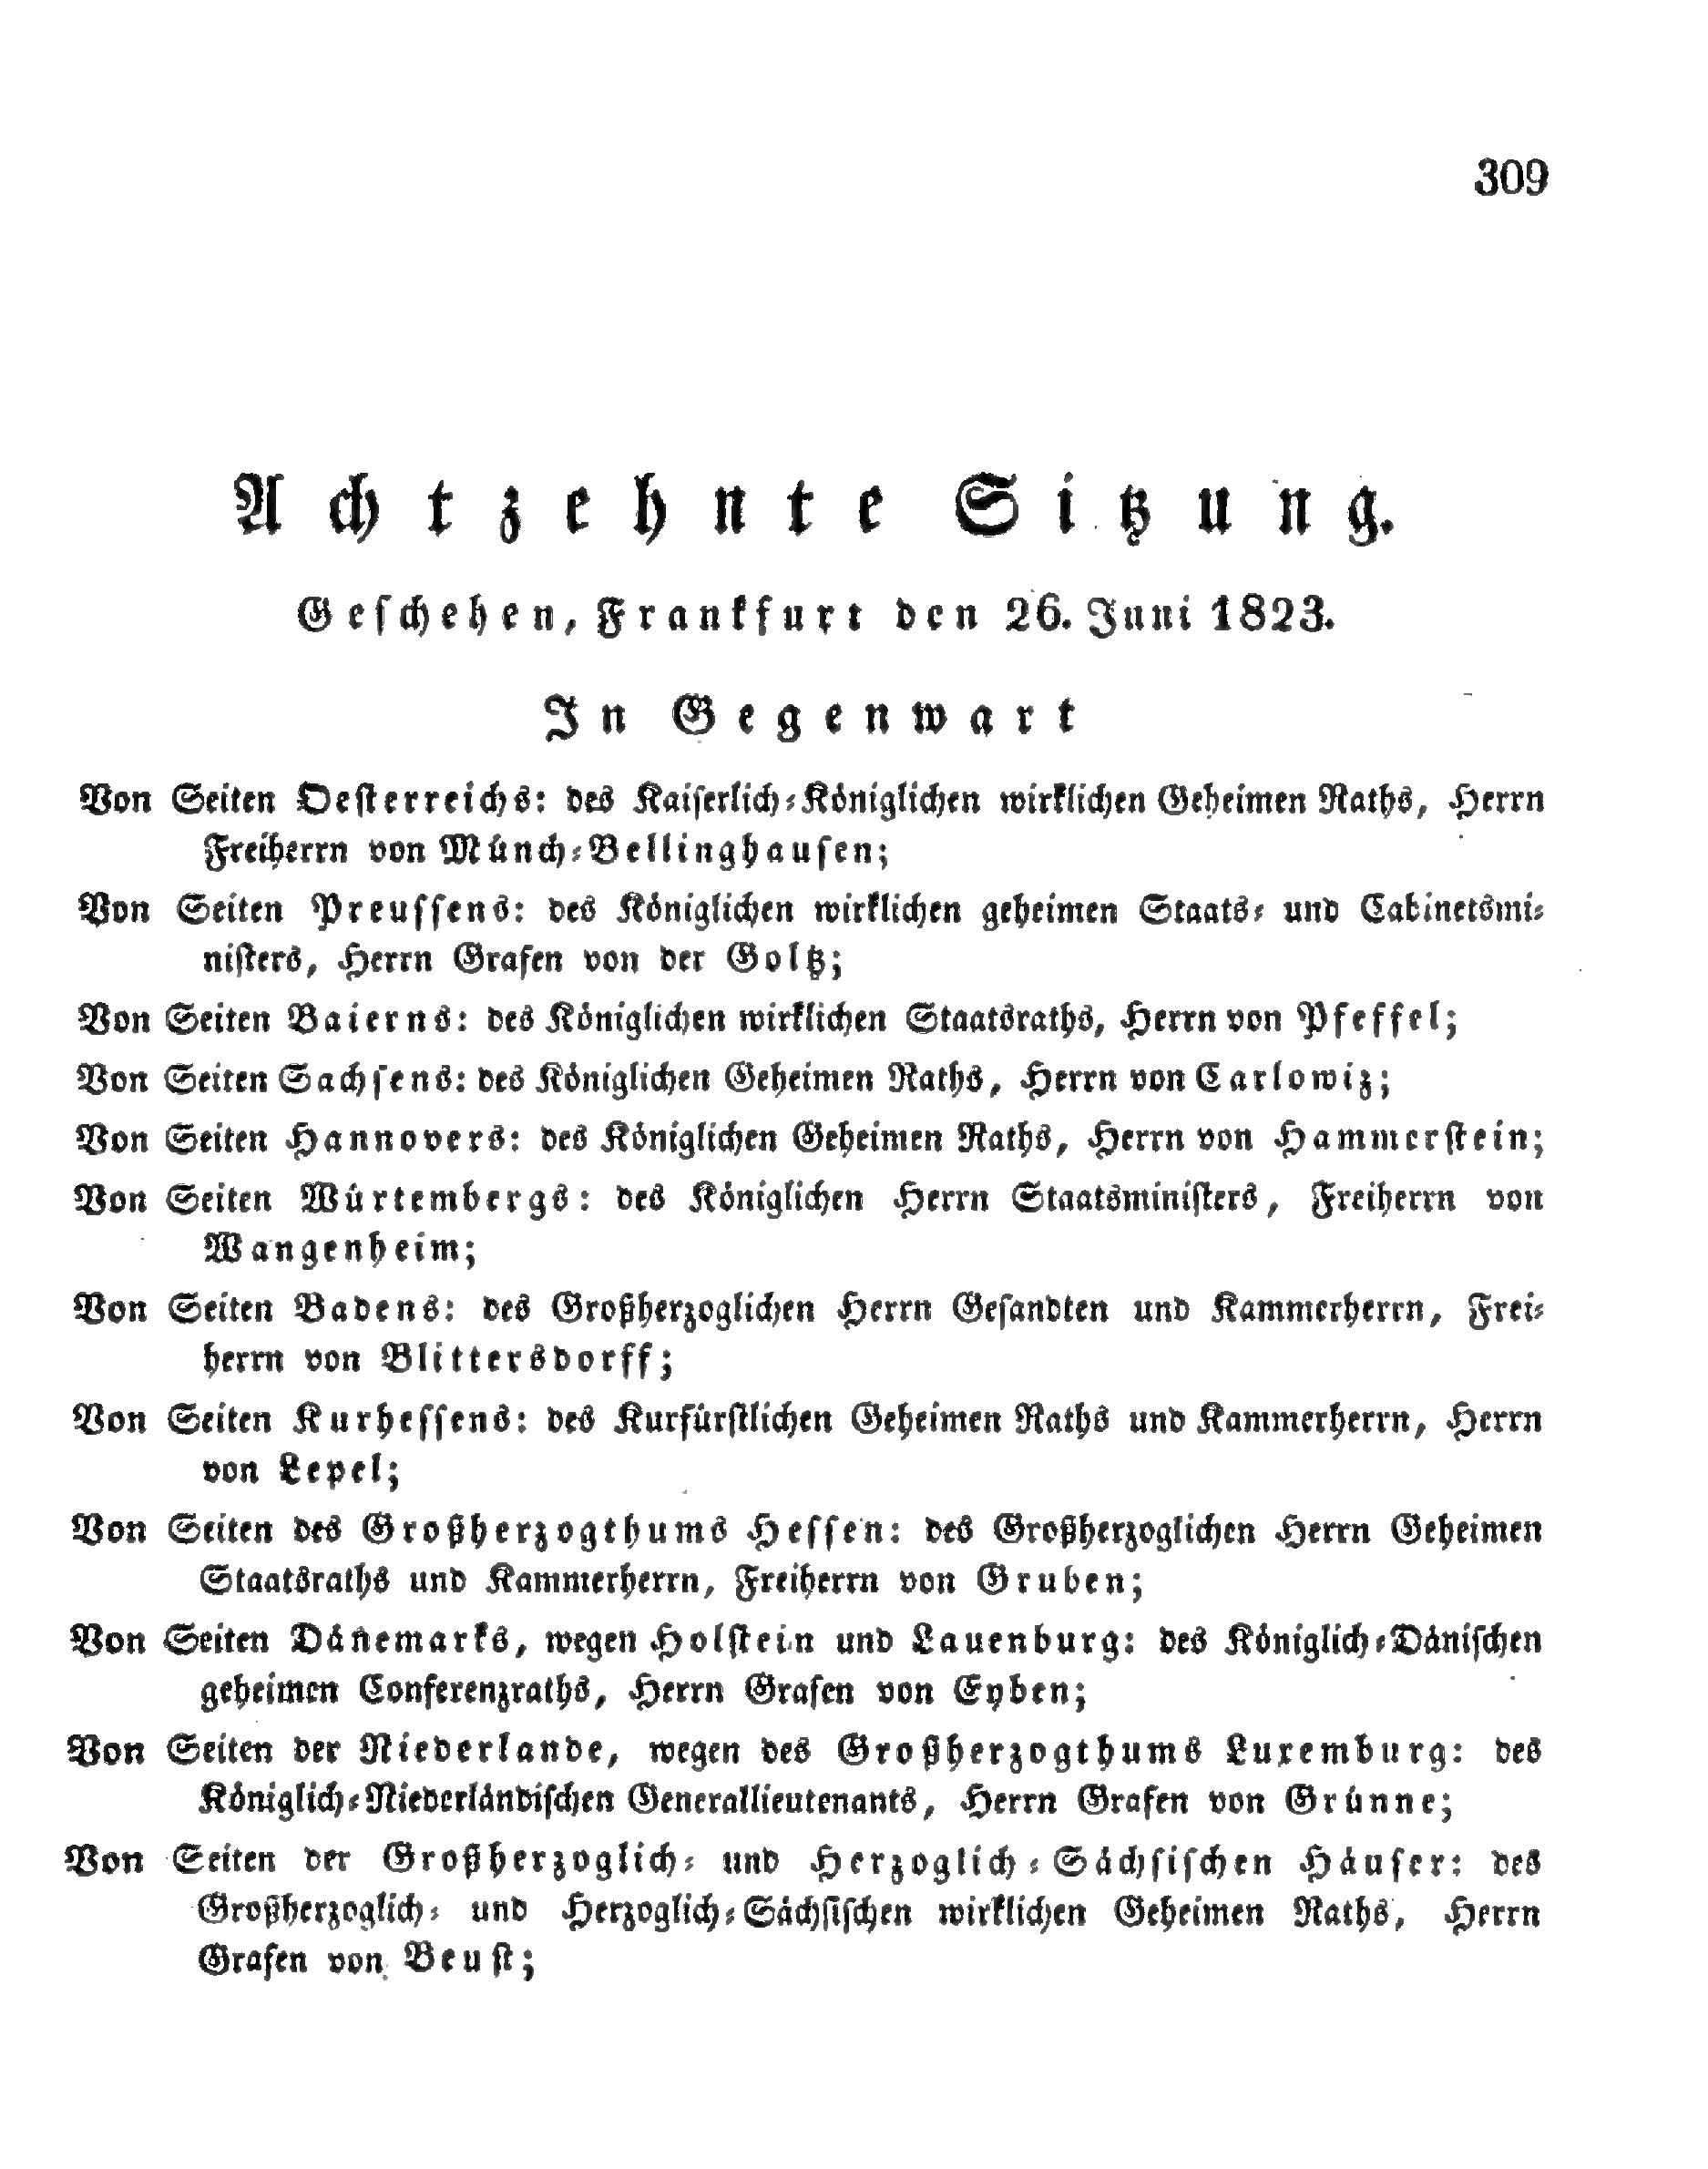 309
Achtzehnte Sitzung.
Geschehen, Frankfurt den 26. Juni 1823.
In Gegenwart
Von Seiten Oesterreichs: des Kaiserlich-Königlichen wirklichen Geheimen Raths, Herrn
Freiherrn von Münch-Bellinghausen;
Von Seiten Preussens: des Königlichen wirklichen geheimen Staats- und Cabinetsmi-
nisters, Herrn Grafen von der Goltz;
Von Seiten Baierns: des Königlichen wirklichen Staatsraths, Herrn von Pfeffel;
Von Seiten Sachsens: des Königlichen Geheimen Raths, Herrn von Carlowiz;
Von Seiten Hannovers: des Königlichen Geheimen Raths, Herrn von Hammerstein;
Von Seiten Würtembergs: des Königlichen Herrn Staatsministers, Freiherrn von
Wangenheim;
Von Seiten Badens: des Großherzoglichen Herrn Gesandten und Kammerherrn, Frei-
herrn von Blittersdorff;
Von Seiten Kurhessens: des Kurfürstlichen Geheimen Raths und Kammerherrn, Herrn
von Lepel;
Von Seiten des Großherzogthums Hessen: des Großherzoglichen Herrn Geheimen
Staatsraths und Kammerherrn, Freiherrn von Gruben;
Von Seiten Dänemarks, wegen Holstein und Lauenburg: des Königlich-Dänischen
geheimen Conferenzraths, Herrn Grafen von Eyben;
Von Seiten der Niederlande, wegen des Großherzogthums Luxemburg: des
Königlich-Niederländischen Generallieutenants, Herrn Grafen von Grünne;
Von Seiten der Großherzoglich- und Herzoglich-Sächsischen Häuser: des
Großherzoglich- und Herzoglich-Sächsischen wirklichen Geheimen Raths, Herrn
Grafen von Beust;